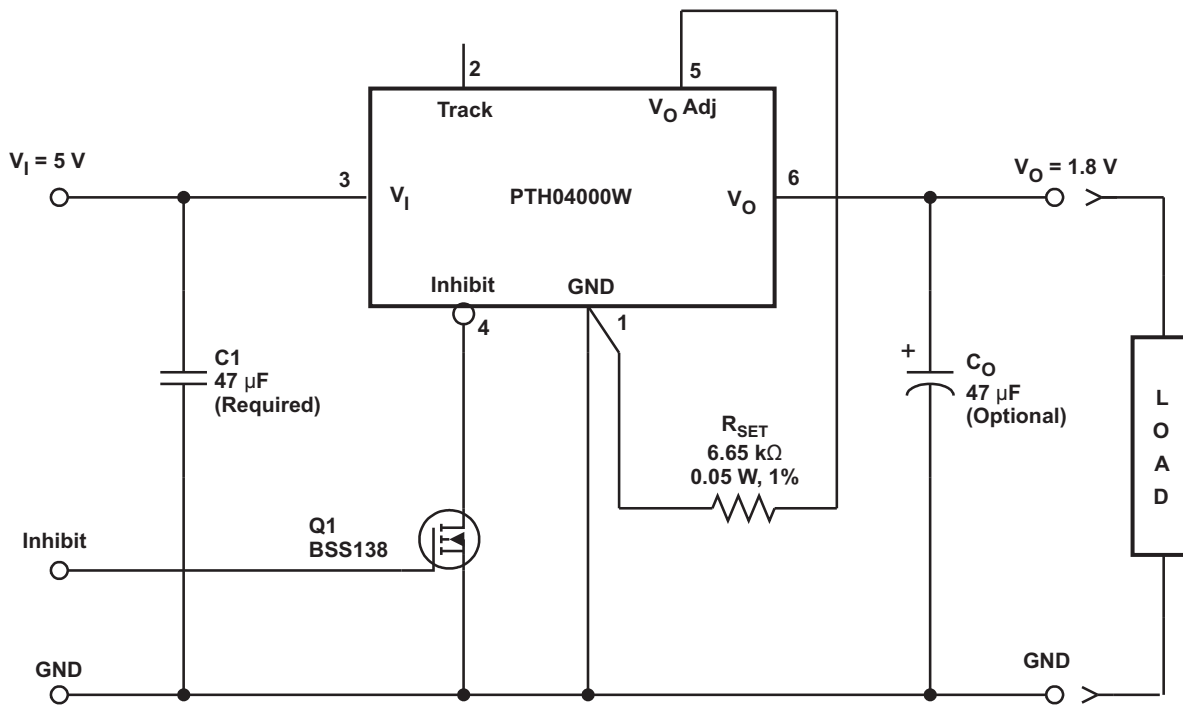 2
5
Track
VO Adj
VI = 5 V
3
VI
PTH04000W
VO
6
VO = 1.8 V
Inhibit
GND
4
1
C1
47 μF
(Required)
+
CO
47 μF
(Optional)
L
O
A
D
RSET
6.65 kΩ
0.05 W, 1%
Q1
BSS138
Inhibit
GND
GND